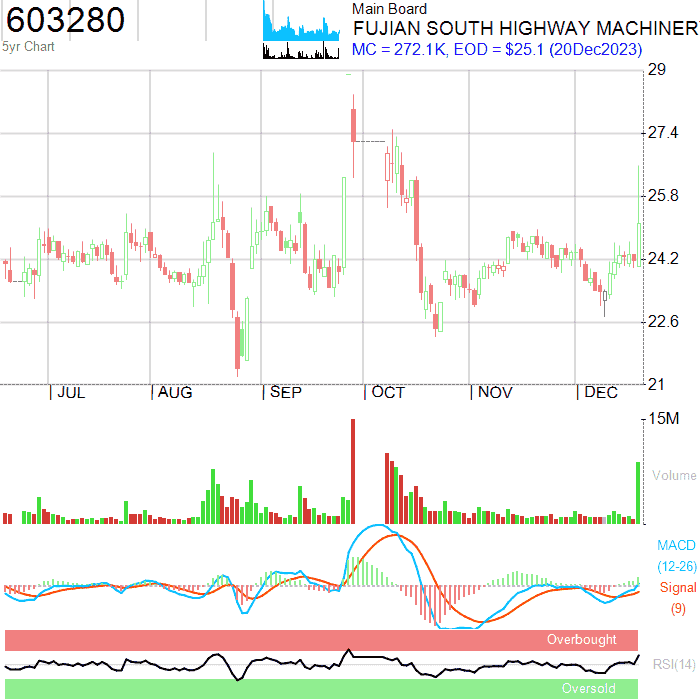 603280
5yr Chart
Main Board
FUJIAN SOUTH HIGHWAY MACHINER
MC = 272.1K, EOD = $25.1 (20Dec2023)
29
27.4
25.8
24.2
22.6
21
JUL AUG SEP OCT NOV DEC
15M
Volume
MACD
(12-26)
Signal
(9)
Overbought
RSI(14)
Oversold